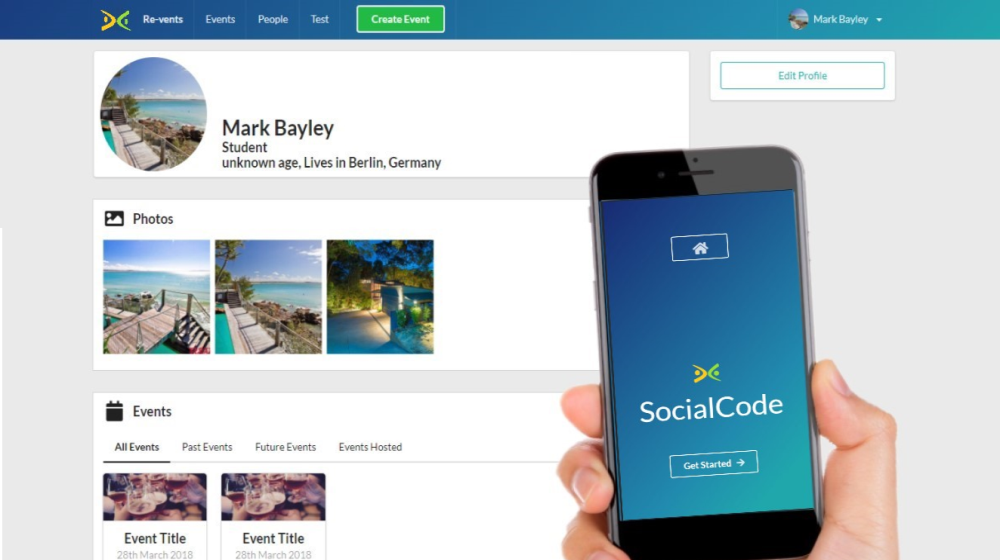 Re-vents Events People Test Create Event Mark Bayley
Edit Profile
Mark Bayley
Student
unknown age, Lives in Berlin, Germany
Photos
Events
All Events Past Events Future Events Events Hosted
Event Title Event Title
28th March 2018 28th March 2018
SocialCode
Get Started